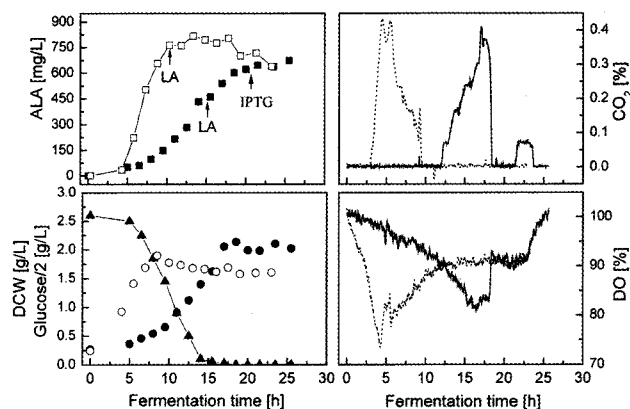 ALA [mg/L]
900
750
600
450
300
150
0
LA
LA
IPTG
CO2 [%]
0.4
0.3
0.2
0.1
0.0
DCW [g/L]
Glucose/2 [g/L]
3.0
2.5
2.0
1.5
1.0
0.5
0.0
0 5 10 15 20 25 30
Fermentation time [h]
DO [%]
100
90
80
70
0 5 10 15 20 25 30
Fermentation time {h]